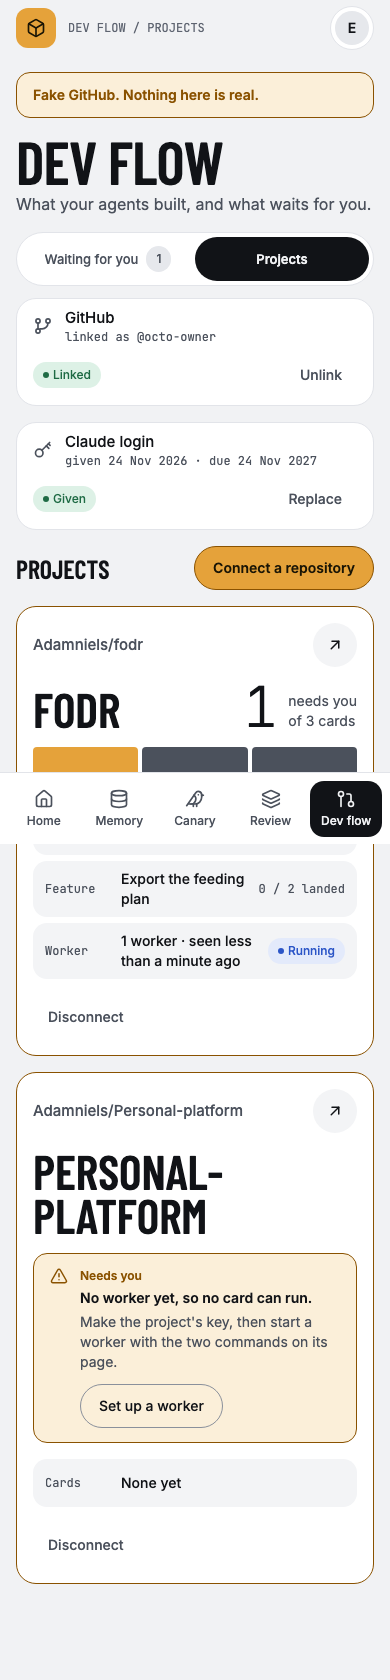 DEV FLOW / PROJECTS
E
Fake GitHub. Nothing here is real.
DEV FLOW
What your agents built, and what waits for you.
Waiting for you 1
Projects
GitHub
linked as @octo-owner
Linked
Unlink
Claude login
given 24 Nov 2026 · due 24 Nov 2027
Given
Replace
PROJECTS
Connect a repository
Adamniels/fodr
FODR
1 needs you
of 3 cards
Home
Memory
Canary
Review
Dev flow
Feature
Export the feeding
plan
0 / 2 landed
Worker
1 worker · seen less
than a minute ago
Running
Disconnect
Adamniels/Personal-platform
PERSONAL-
PLATFORM
Needs you
No worker yet, so no card can run.
Make the project's key, then start a
worker with the two commands on its
page.
Set up a worker
Cards
None yet
Disconnect